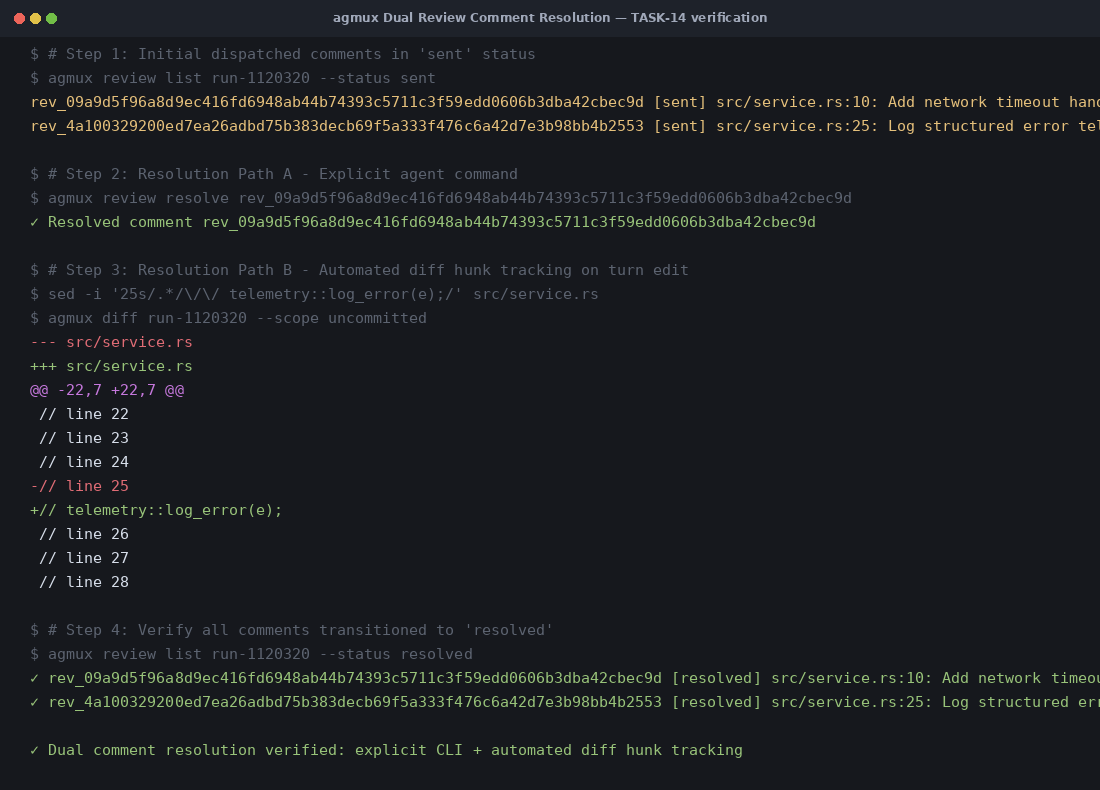 agmux Dual Review Comment Resolution — TASK-14 verification
$ # Step 1: Initial dispatched comments in 'sent' status
$ agmux review list run-1120320 --status sent
rev_09a9d5f96a8d9ec416fd6948ab44b74393c5711c3f59edd0606b3dba42cbec9d [sent] src/service.rs:10: Add network timeout hand
rev_4a100329200ed7ea26adbd75b383decb69f5a333f476c6a42d7e3b98bb4b2553 [sent] src/service.rs:25: Log structured error tel
$ # Step 2: Resolution Path A - Explicit agent command
$ agmux review resolve rev_09a9d5f96a8d9ec416fd6948ab44b74393c5711c3f59edd0606b3dba42cbec9d
✓ Resolved comment rev_09a9d5f96a8d9ec416fd6948ab44b74393c5711c3f59edd0606b3dba42cbec9d
$ # Step 3: Resolution Path B - Automated diff hunk tracking on turn edit
$ sed -i '25s/.*/\/\/ telemetry::log_error(e);/' src/service.rs
$ agmux diff run-1120320 --scope uncommitted
--- src/service.rs
+++ src/service.rs
@@ -22,7 +22,7 @@
 // line 22
 // line 23
 // line 24
-// line 25
+// telemetry::log_error(e);
 // line 26
 // line 27
 // line 28
$ # Step 4: Verify all comments transitioned to 'resolved'
$ agmux review list run-1120320 --status resolved
✓ rev_09a9d5f96a8d9ec416fd6948ab44b74393c5711c3f59edd0606b3dba42cbec9d [resolved] src/service.rs:10: Add network timeou
✓ rev_4a100329200ed7ea26adbd75b383decb69f5a333f476c6a42d7e3b98bb4b2553 [resolved] src/service.rs:25: Log structured err
✓ Dual comment resolution verified: explicit CLI + automated diff hunk tracking